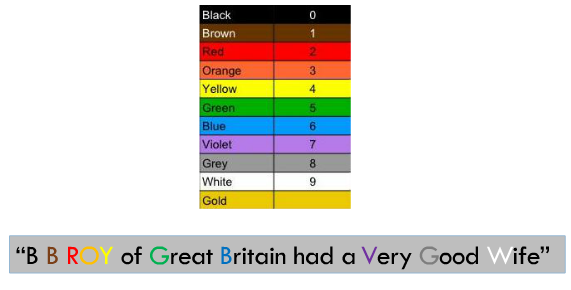 Black 0
Brown 1
Red 2
Orange 3
Yellow 4
Green 5
Blue 6
Violet 7
Grey 8
White 9
Gold
“B B ROY of Great Britain had a Very Good Wife”